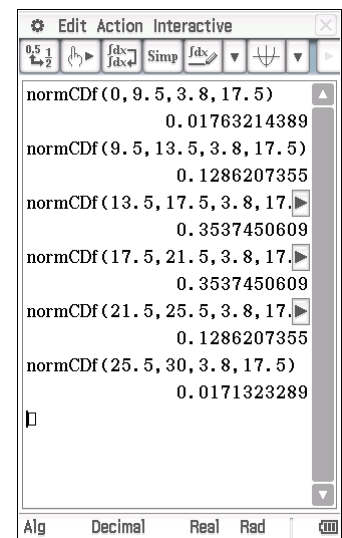 Edit Action Interactive
0.5 1 2 ∫dx ∫dx Simp ∫dx
normCDf(0,9.5,3.8,17.5)
0.01763214389
normCDf(9.5,13.5,3.8,17.5)
0.1286207355
normCDf(13.5,17.5,3.8,17.
0.3537450609
normCDf(17.5,21.5,3.8,17.
0.3537450609
normCDf(21.5,25.5,3.8,17.
0.1286207355
normCDf(25.5,30,3.8,17.5)
0.0171323289
Alg Decimal Real Rad